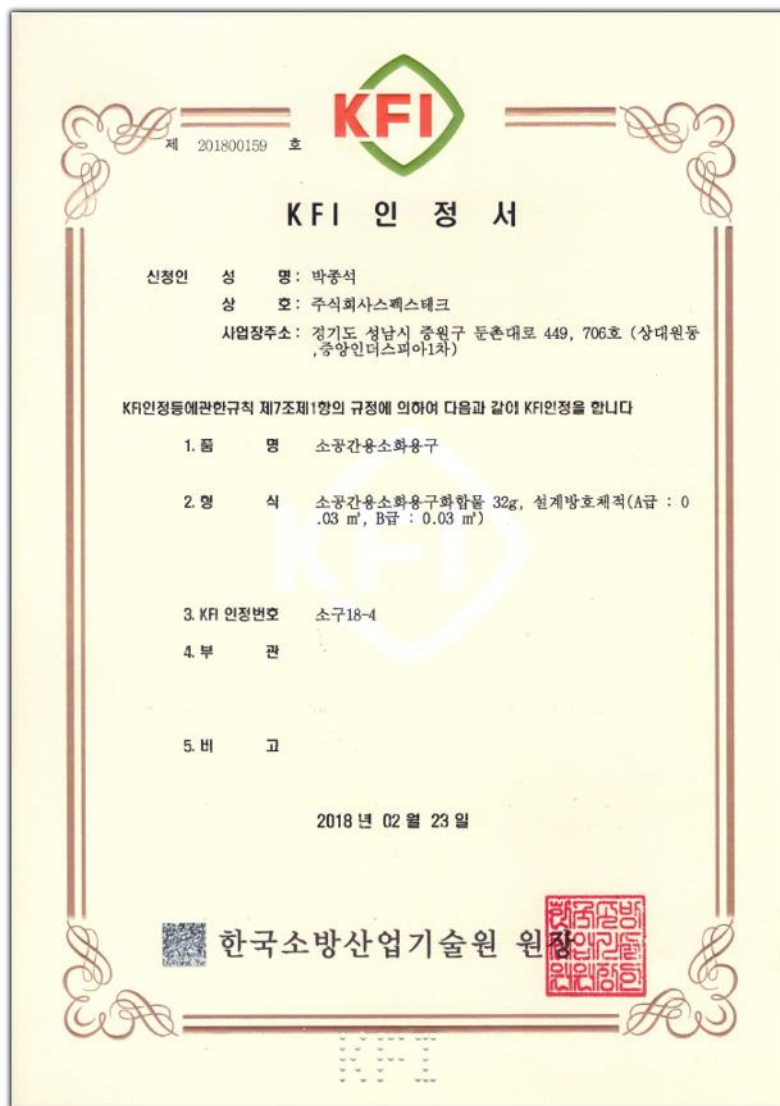 KFI
제 201800159 호
KFI 인 정 서
신청인 성 명 : 박종석
상 호 : 주식회사스펙스테크
사업장주소 : 경기도 성남시 중원구 둔촌대로 449, 706호 (상대원동
,중앙인더스피아1차)
KFI인정등에관한규칙 제7조제1항의 규정에 의하여 다음과 같이 KFI인정을 합니다
1. 품 명 소공간용소화용구
2. 형 식 소공간용소화용구화합물 32g, 설계방호체적(A급 : 0
.03 ㎥, B급 : 0.03 ㎥)
KFI
3. KFI 인정번호 소구18-4
4. 부 관
5. 비 고
2018 년 02 월 23 일
한국소방산업기술원 원장
KFI